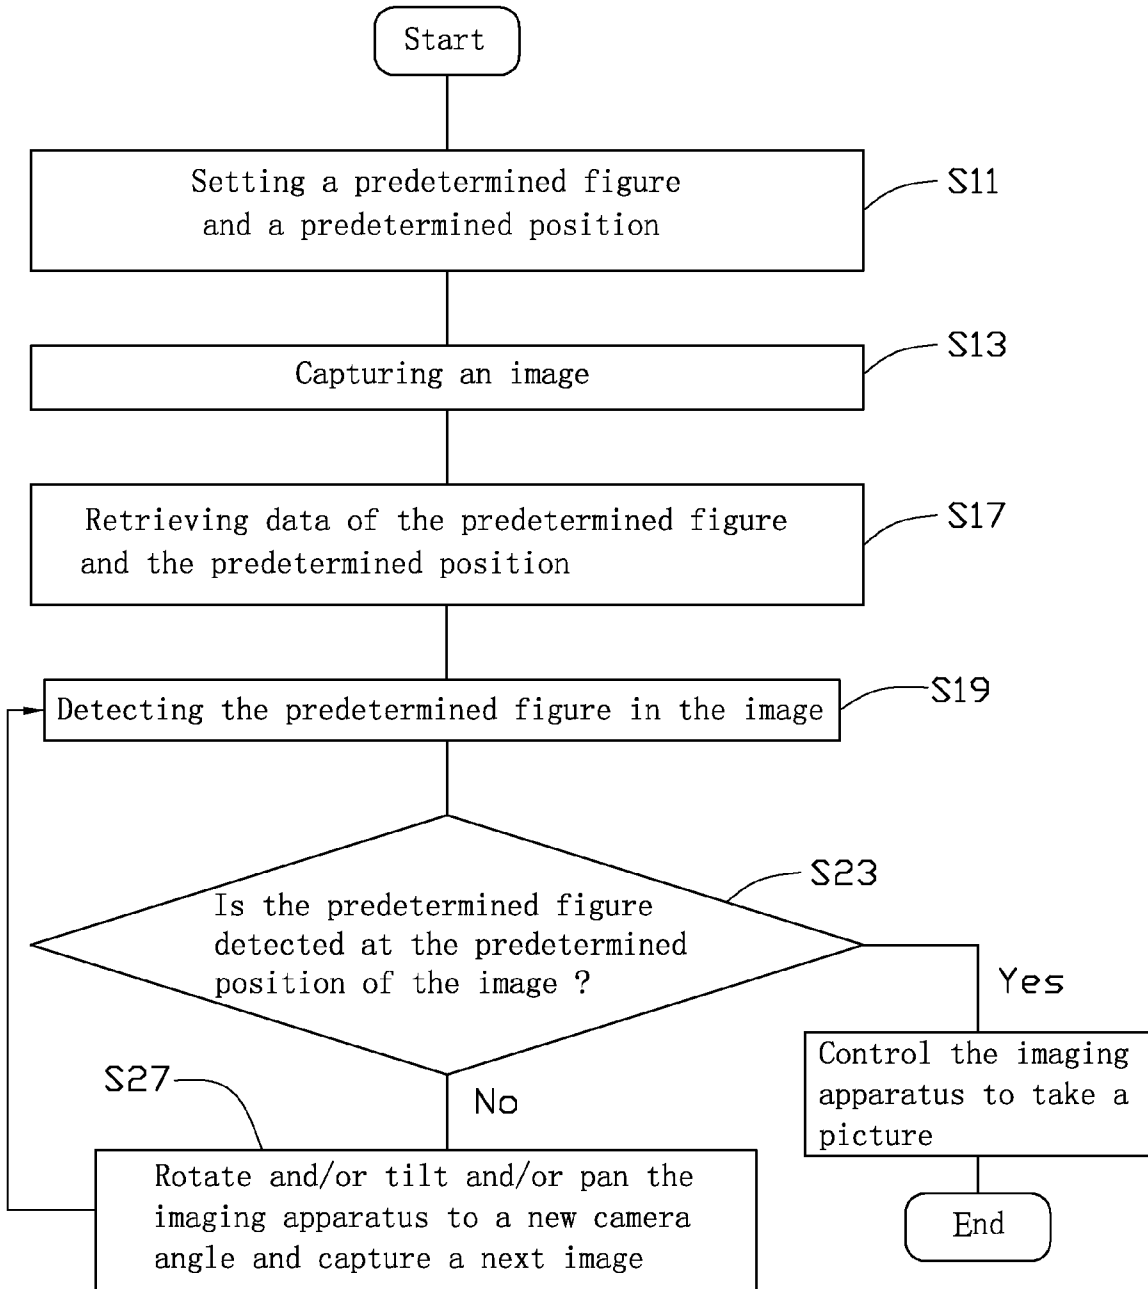 Start
Setting a predetermined figure
and a predetermined position
S11
Capturing an image
S13
Retrieving data of the predetermined figure
and the predetermined position
S17
Detecting the predetermined figure in the image
S19
Is the predetermined figure
detected at the predetermined
position of the image ?
S23
Yes
Control the imaging
apparatus to take a
picture
End
No
S27
Rotate and/or tilt and/or pan the
imaging apparatus to a new camera
angle and capture a next image